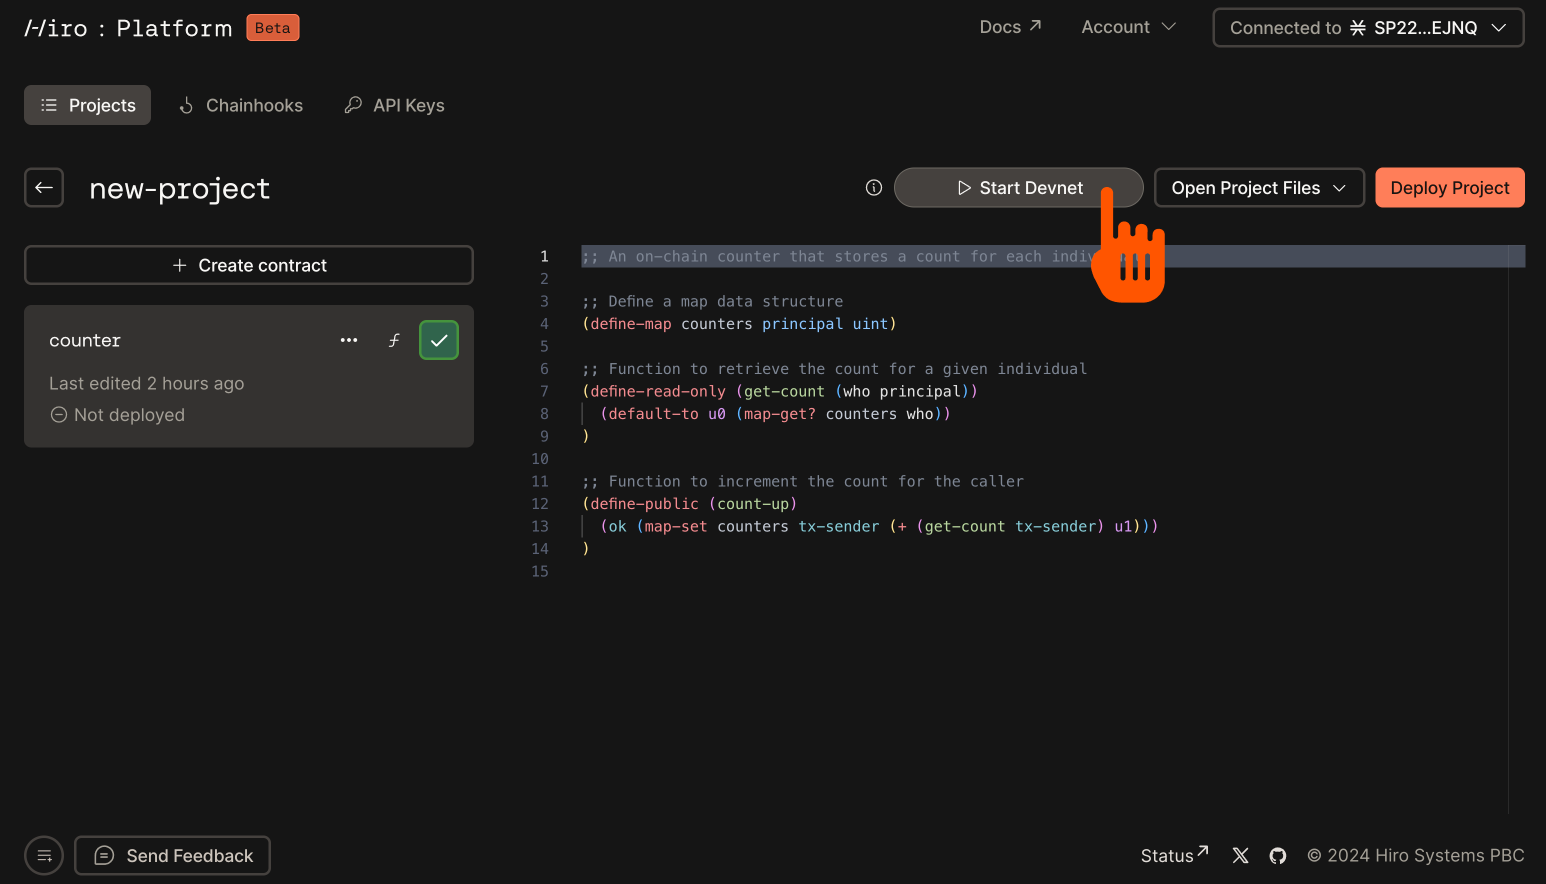 Hiro : Platform Beta
Docs Account Connected to SP22...EJNQ
Projects Chainhooks API Keys
new-project
Start Devnet Open Project Files Deploy Project
Create contract
counter
Last edited 2 hours ago
Not deployed
1 ;; An on-chain counter that stores a count for each
2
3 ;; Define a map data structure
4 (define-map counters principal uint)
5
6 ;; Function to retrieve the count for a given individual
7 (define-read-only (get-count (who principal))
8 (default-to u0 (map-get? counters who))
9 )
10
11 ;; Function to increment the count for the caller
12 (define-public (count-up)
13 (ok (map-set counters tx-sender (+ (get-count tx-sender) u1)))
14 )
15
Send Feedback
Status © 2024 Hiro Systems PBC